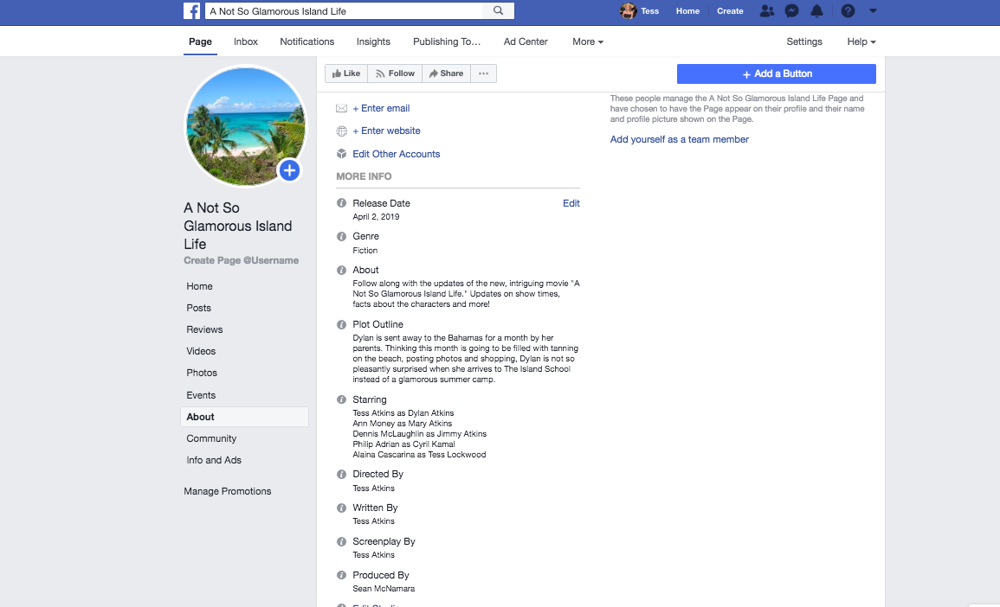 A Not So Glamorous Island Life
Tess
Home
Create
Page
Inbox
Notifications
Insights
Publishing To...
Ad Center
More
Settings
Help
Like
Follow
Share
+ Add a Button
A Not So
Glamorous Island
Life
Create Page @Username
Home
Posts
Reviews
Videos
Photos
Events
About
Community
Info and Ads
Manage Promotions
+ Enter email
+ Enter website
Edit Other Accounts
MORE INFO
Release Date
Edit
April 2, 2019
Genre
Fiction
About
Follow along with the updates of the new, intriguing movie "A
Not So Glamorous Island Life." Updates on show times,
facts about the characters and more!
Plot Outline
Dylan is sent away to the Bahamas for a month by her
parents. Thinking this month is going to be filled with tanning
on the beach, posting photos and shopping, Dylan is not so
pleasantly surprised when she arrives to The Island School
instead of a glamorous summer camp.
Starring
Tess Atkins as Dylan Atkins
Ann Money as Mary Atkins
Dennis McLaughlin as Jimmy Atkins
Philip Adrian as Cyril Kamal
Alaina Cascarina as Tess Lockwood
Directed By
Tess Atkins
Written By
Tess Atkins
Screenplay By
Tess Atkins
Produced By
Sean McNamara
These people manage the A Not So Glamorous Island Life Page and
have chosen to have the Page appear on their profile and their name
and profile picture shown on the Page.
Add yourself as a team member